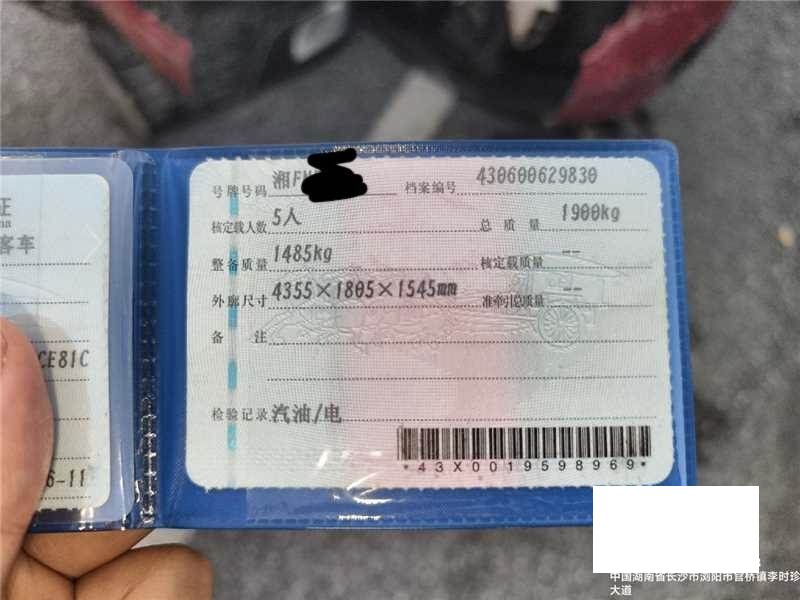 证
客车
CE81C
6-11
号牌号码 湘F 档案编号 430600629830
核定载人数 5人 总质量 1900kg
整备质量 1485kg 核定载质量 --
外廓尺寸 4355×1805×1545mm 准牵引总质量 --
备注
检验记录 汽油/电
*43X0019598969*
中国湖南省长沙市浏阳市官桥镇李时珍
大道